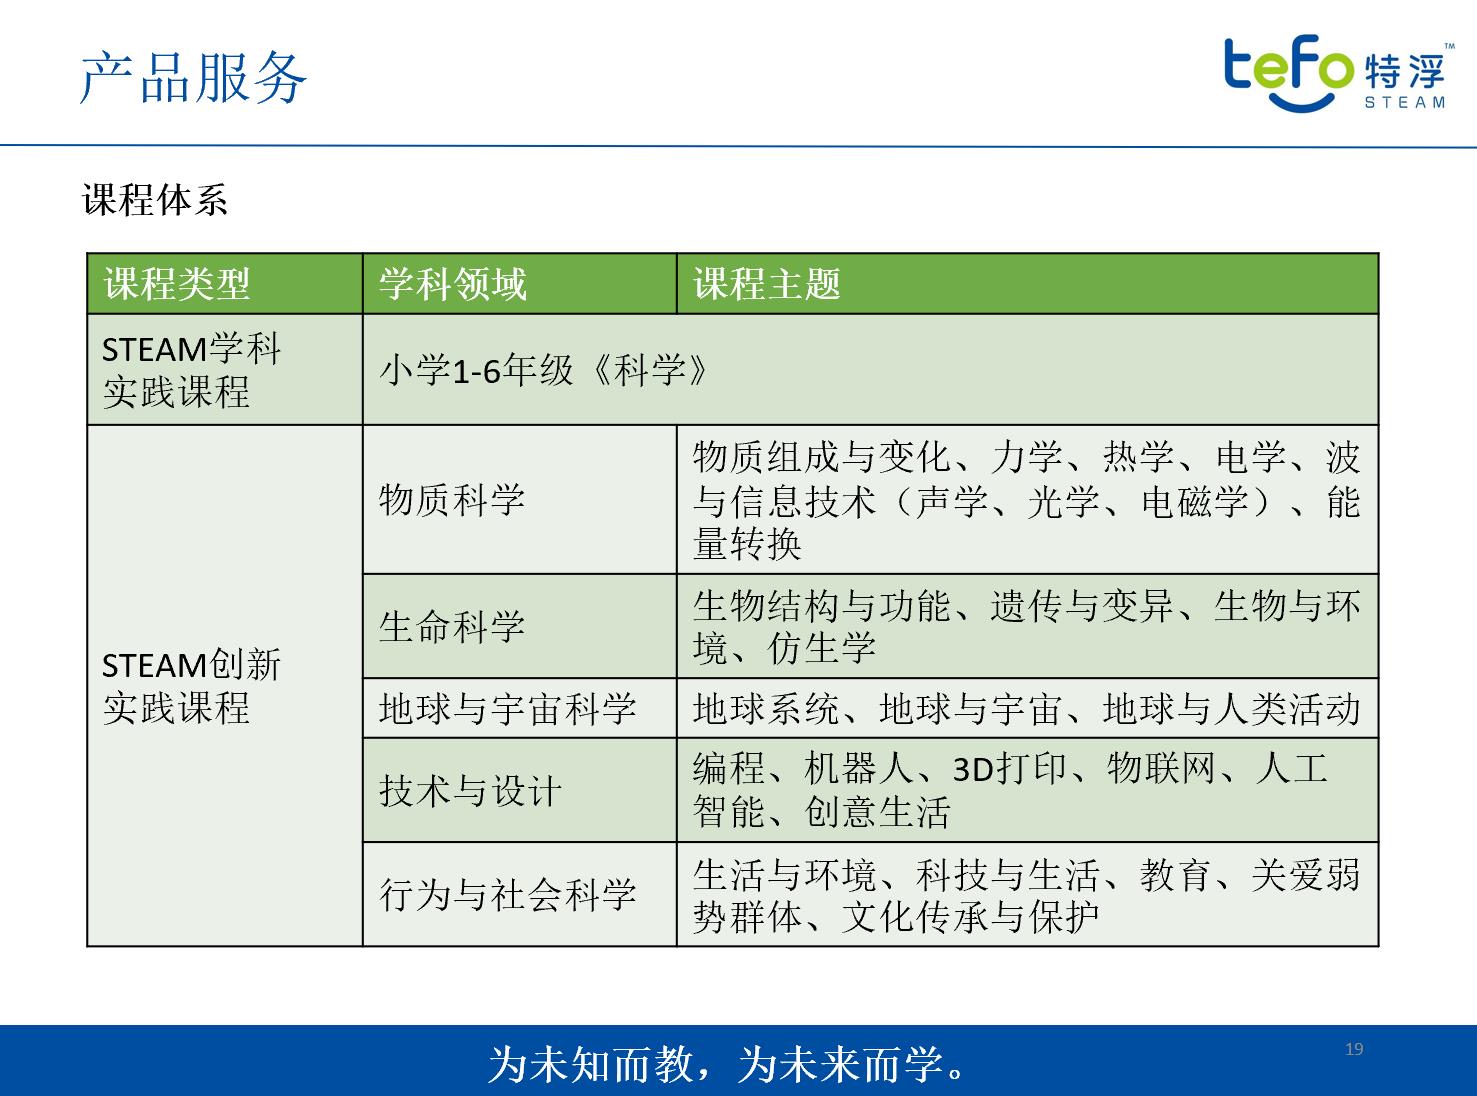 产品服务
tefo 特浮 TM
STEAM
课程体系
课程类型 学科领域 课程主题
STEAM学科
实践课程
小学1-6年级《科学》
STEAM创新
实践课程
物质科学
物质组成与变化、力学、热学、电学、波
与信息技术（声学、光学、电磁学）、能
量转换
生命科学
生物结构与功能、遗传与变异、生物与环
境、仿生学
地球与宇宙科学
地球系统、地球与宇宙、地球与人类活动
技术与设计
编程、机器人、3D打印、物联网、人工
智能、创意生活
行为与社会科学
生活与环境、科技与生活、教育、关爱弱
势群体、文化传承与保护
为未知而教，为未来而学。
19